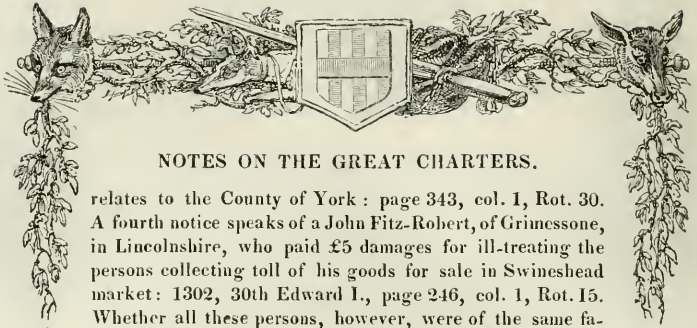 NOTES ON THE GREAT CHARTERS.
relates to the County of York : page 343, col. 1, Rot. 30.
A fourth notice speaks of a John Fitz-Robert, of Grimessone,
in Lincolnshire, who paid £5 damages for ill-treating the
persons collecting toll of his goods for sale in Swineshead
market: 1302, 30th Edward I., page 246, col. 1, Rot. 15.
Whether all these persons, however, were of the same fa-